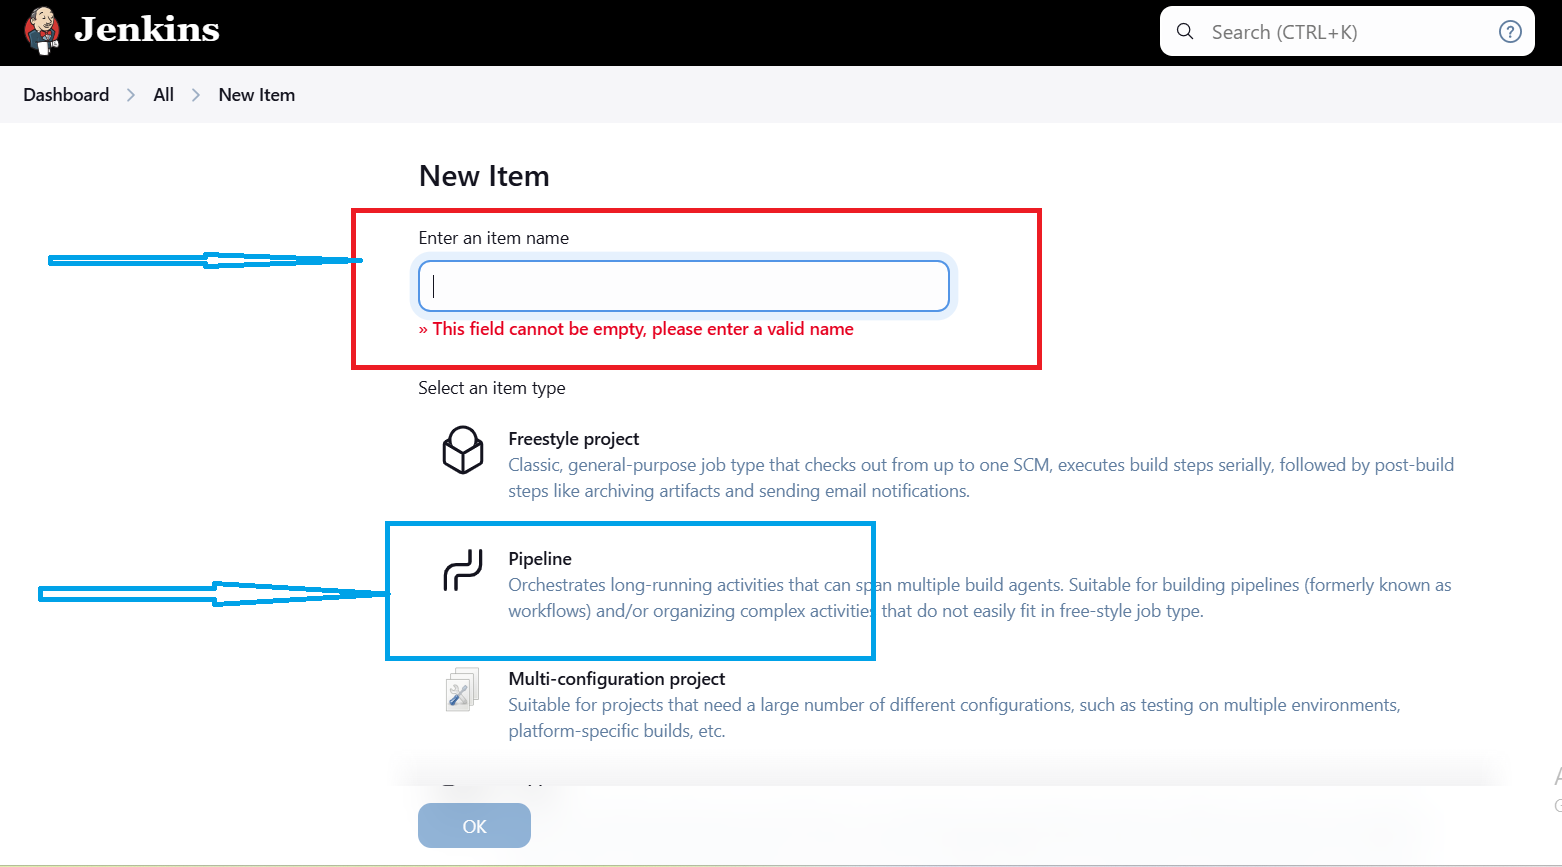 Jenkins
Search (CTRL+K)
Dashboard > All > New Item
New Item
Enter an item name
» This field cannot be empty, please enter a valid name
Select an item type
Freestyle project
Classic, general-purpose job type that checks out from up to one SCM, executes build steps serially, followed by post-build
steps like archiving artifacts and sending email notifications.
Pipeline
Orchestrates long-running activities that can span multiple build agents. Suitable for building pipelines (formerly known as
workflows) and/or organizing complex activities that do not easily fit in free-style job type.
Multi-configuration project
Suitable for projects that need a large number of different configurations, such as testing on multiple environments,
platform-specific builds, etc.
OK